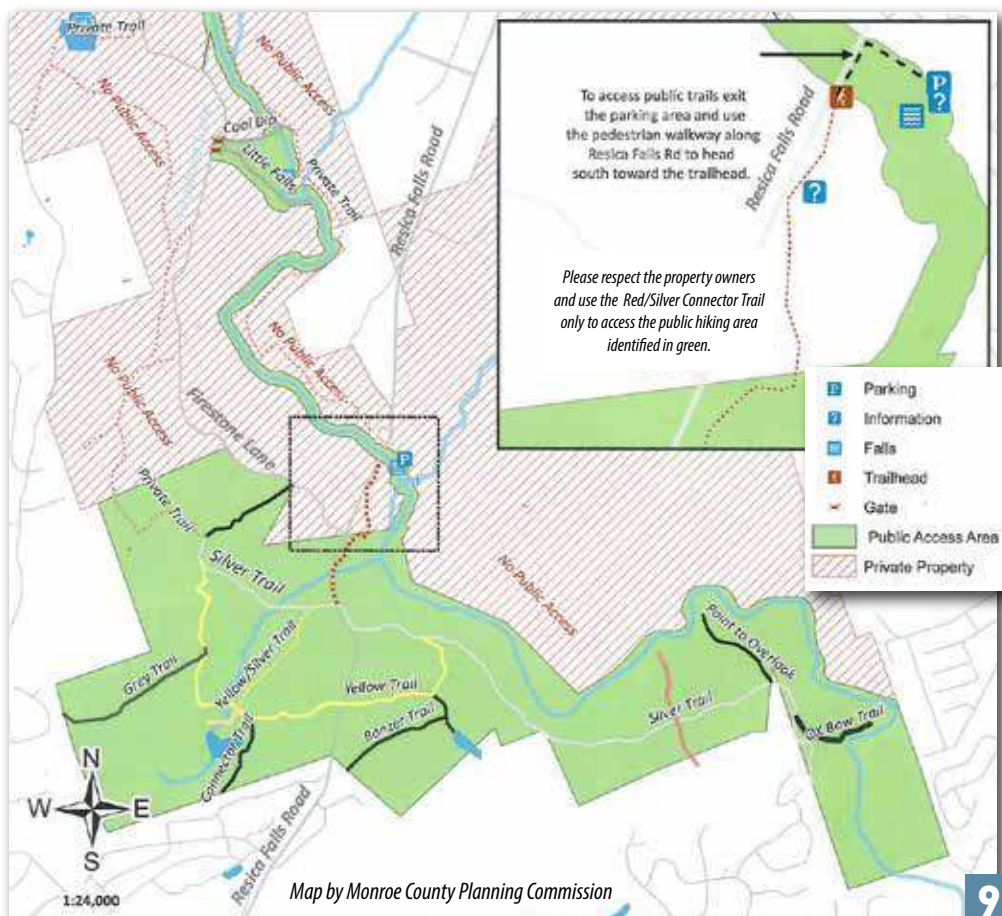 Private Trail
No Public Access
No Public Access
Cool Dip
Little Falls
Private Trail
Resica Falls Road
No Public Access
No Public Access
Firestone Lane
Private Trail
Silver Trail
No Public Access
Grey Trail
Yellow/Silver Trail
Yellow Trail
Connector Trail
Banzer Trail
Silver Trail
Point to Overlook
Ox Bow Trail
Resica Falls Road
P
N
W
E
S
1:24,000
Map by Monroe County Planning Commission
To access public trails exit
the parking area and use
the pedestrian walkway along
Resica Falls Rd to head
south toward the trailhead.
Resica Falls Road
P
?
?
Please respect the property owners
and use the Red/Silver Connector Trail
only to access the public hiking area
identified in green.
P Parking
? Information
Falls
Trailhead
Gate
Public Access Area
Private Property
9